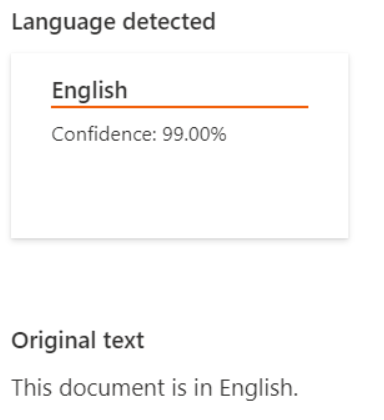 Language detected
English
Confidence: 99.00%
Original text
This document is in English.